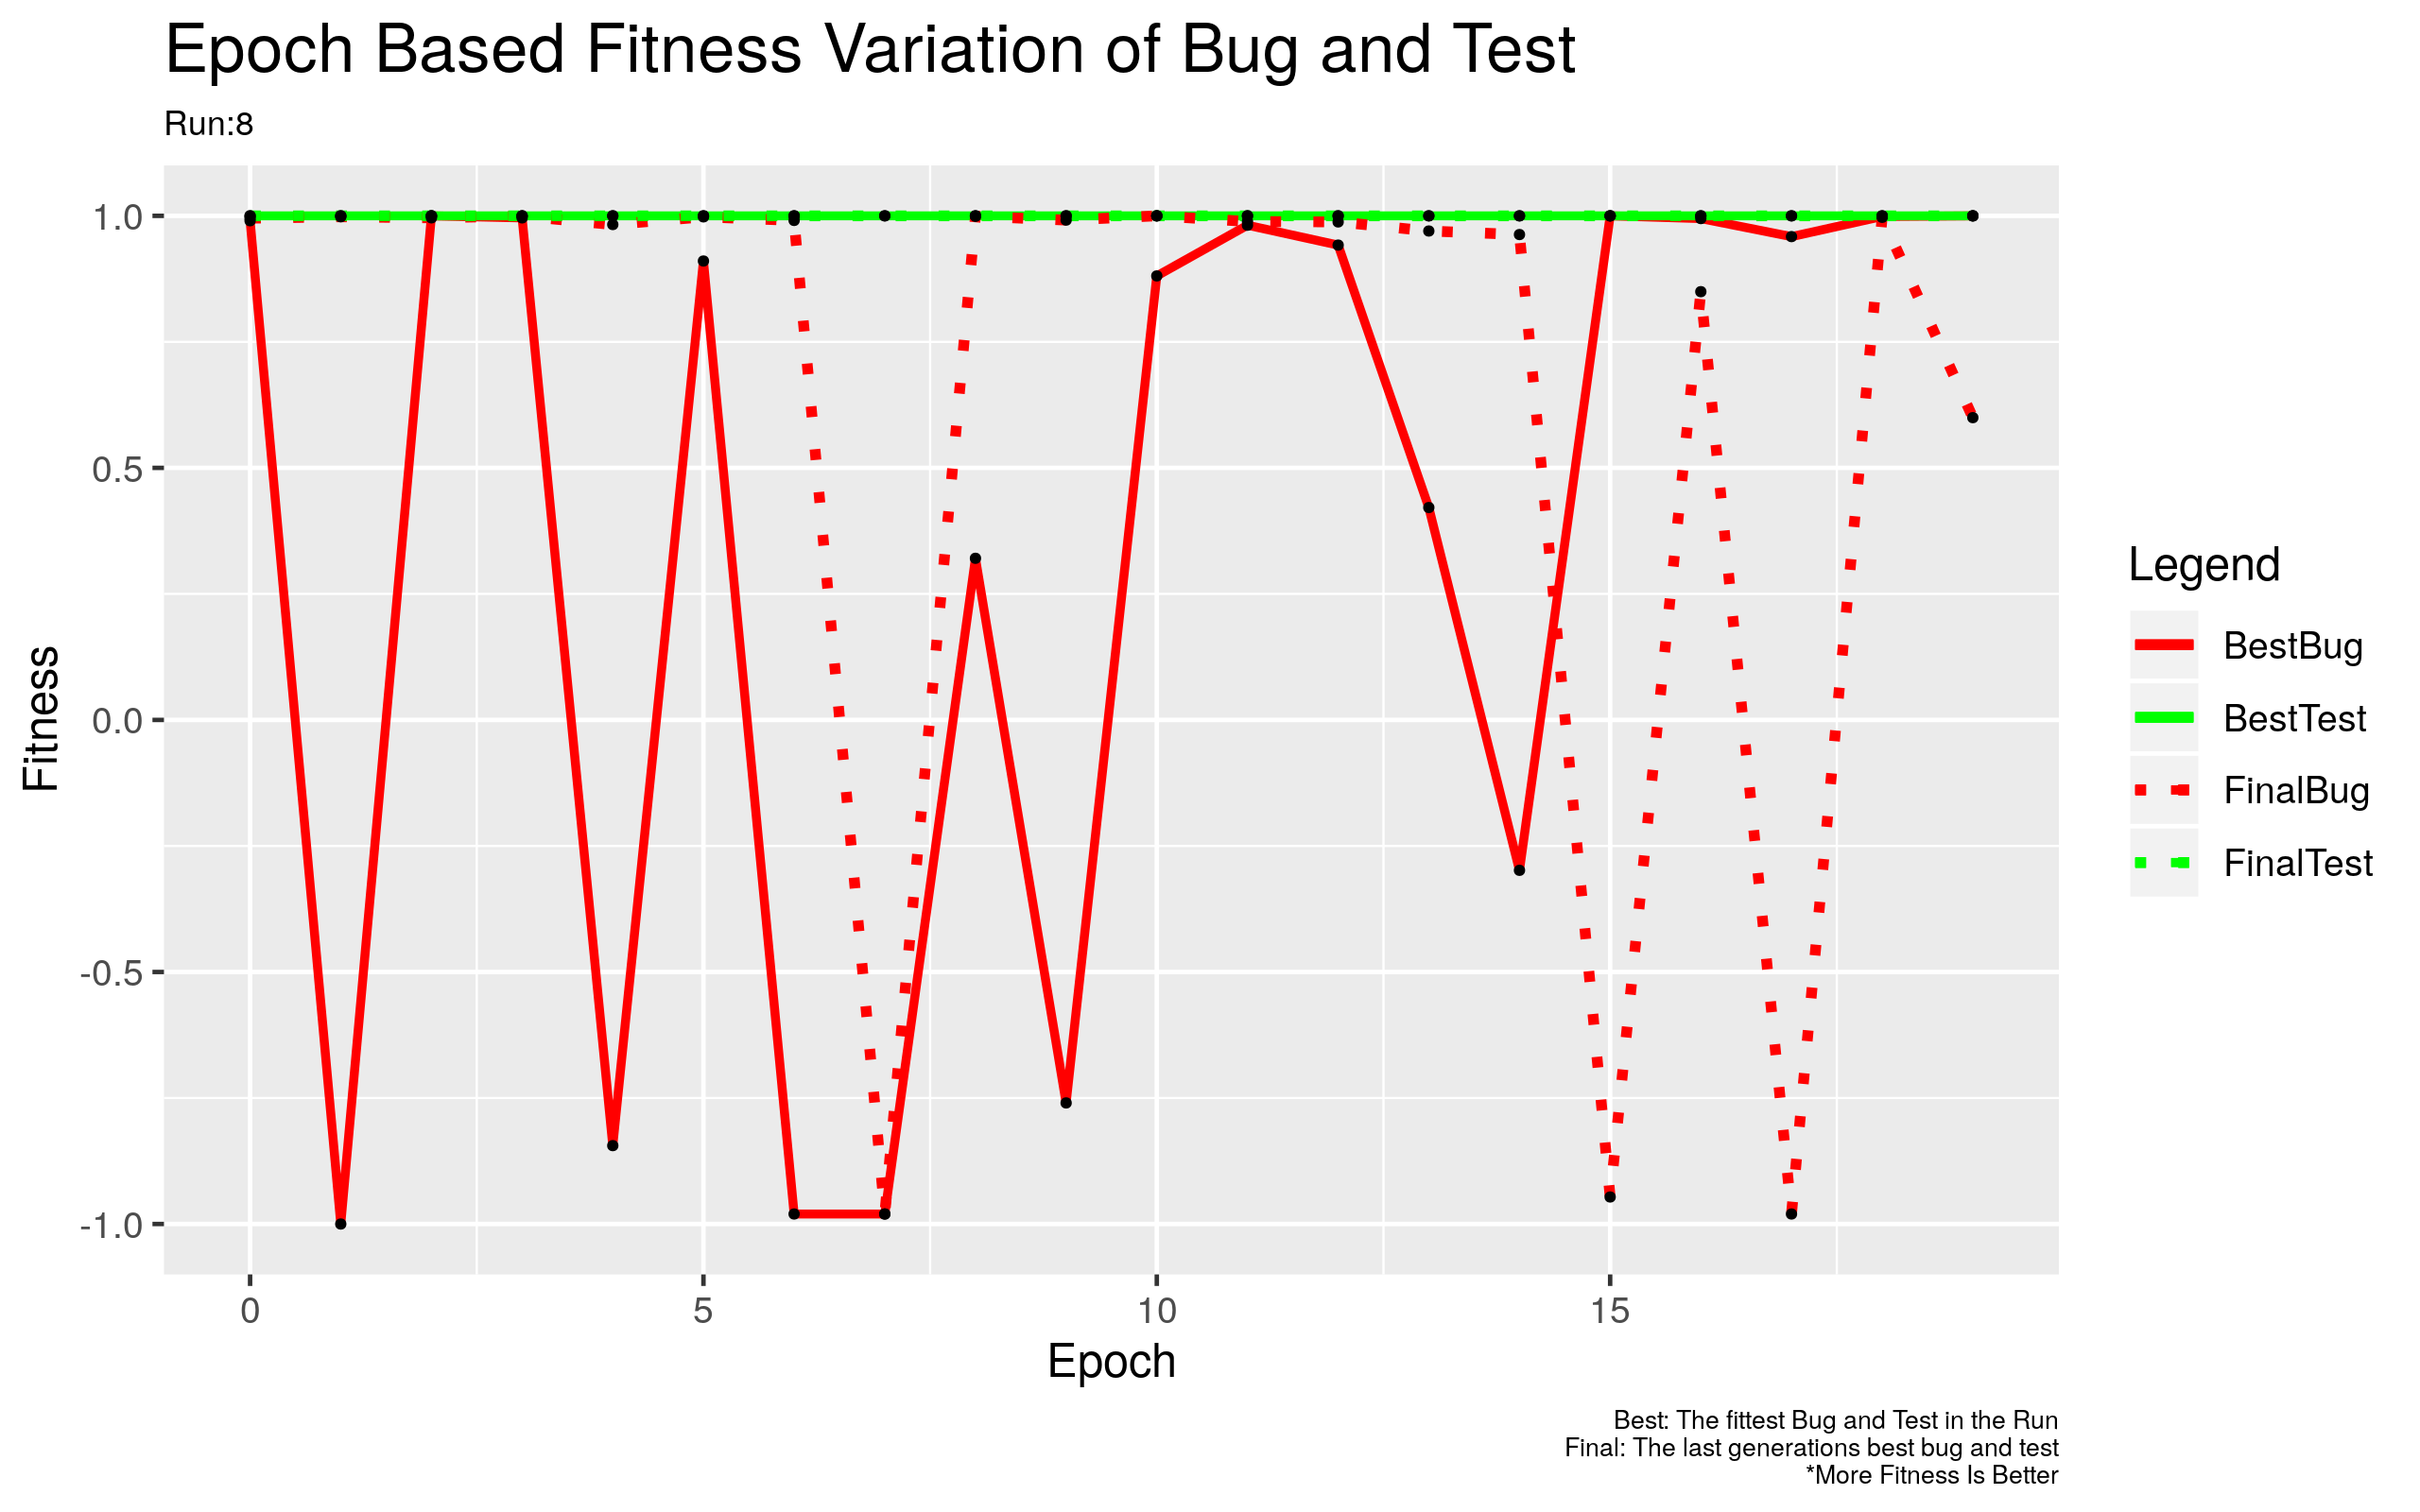 Epoch Based Fitness Variation of Bug and Test
Run:8
1.0
0.5
0.0
-0.5
-1.0
Fitness
0
5
10
15
Epoch
Legend
BestBug
BestTest
FinalBug
FinalTest
Best: The fittest Bug and Test in the Run
Final: The last generations best bug and test
*More Fitness Is Better